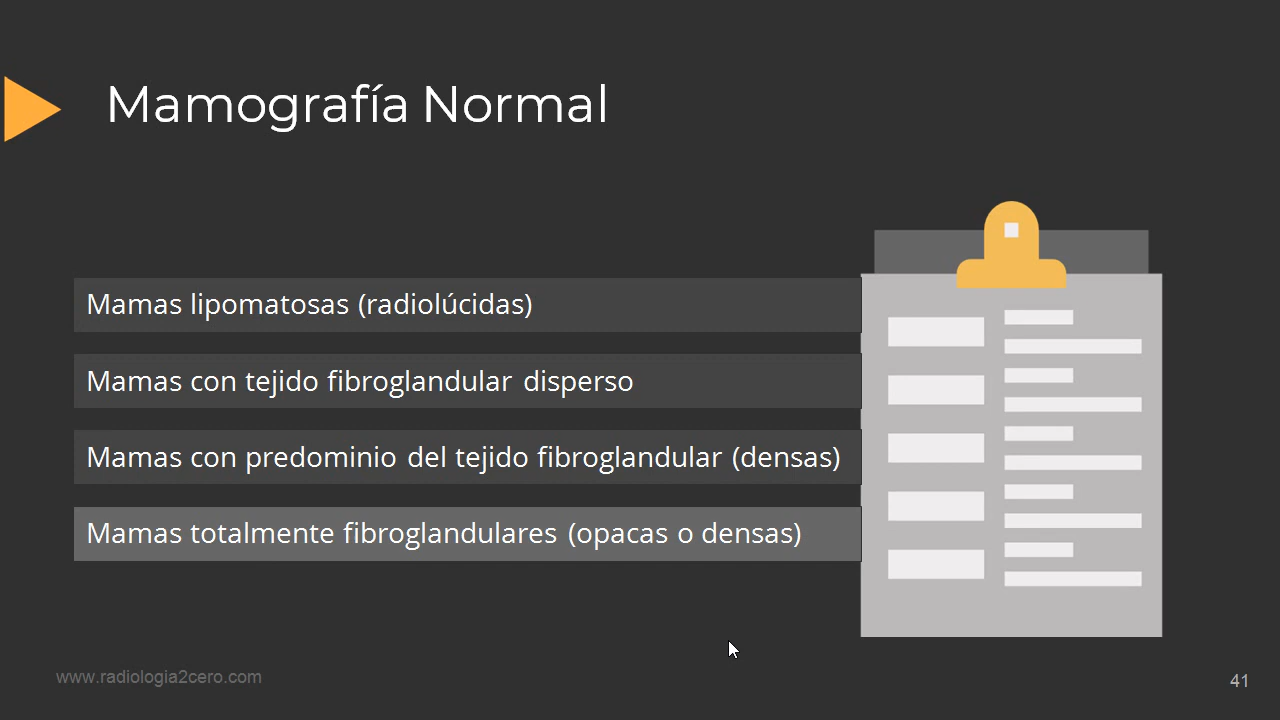 Mamografía Normal
Mamas lipomatosas (radiolúcidas)
Mamas con tejido fibroglandular disperso
Mamas con predominio del tejido fibroglandular (densas)
Mamas totalmente fibroglandulares (opacas o densas)
www.radiologia2cero.com
41